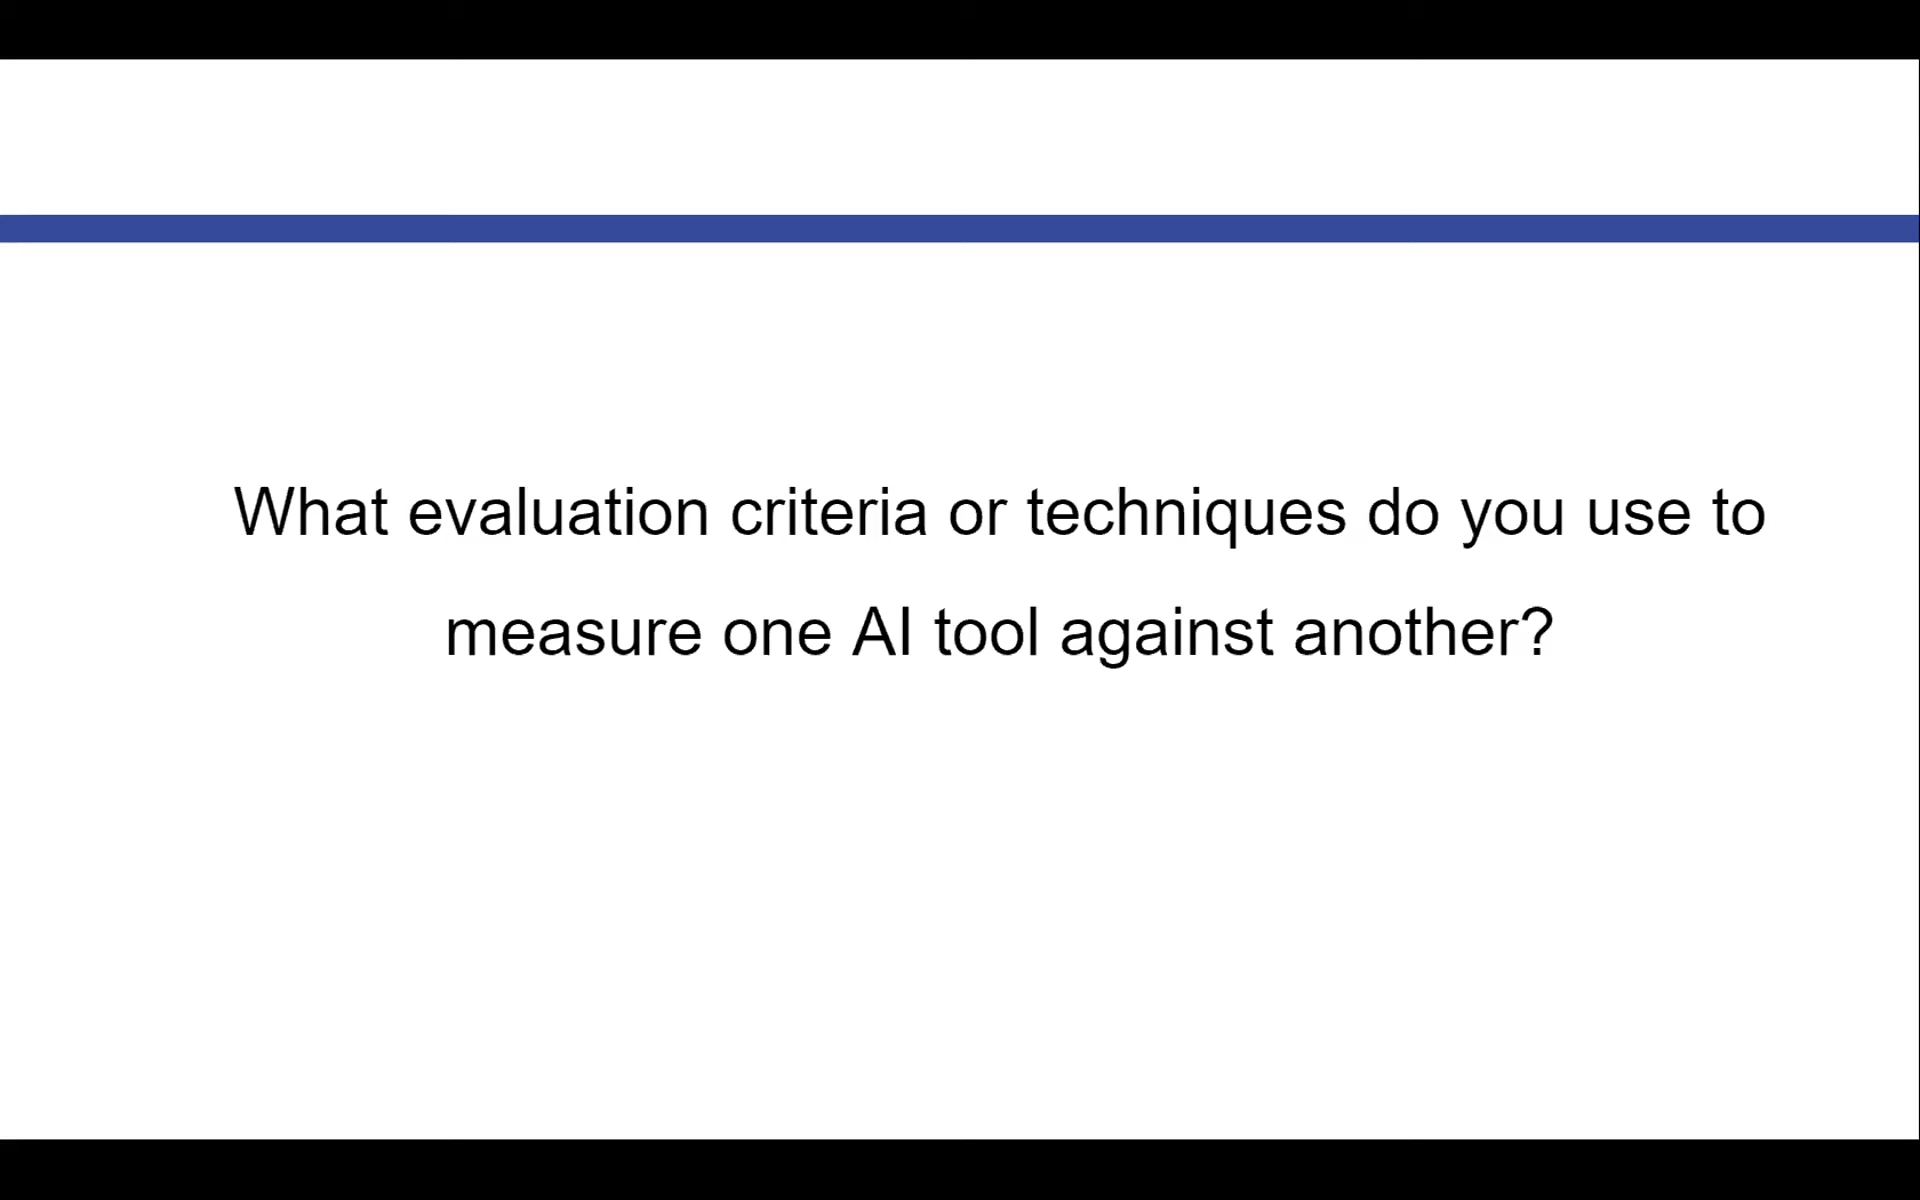 What evaluation criteria or techniques do you use to
measure one AI tool against another?